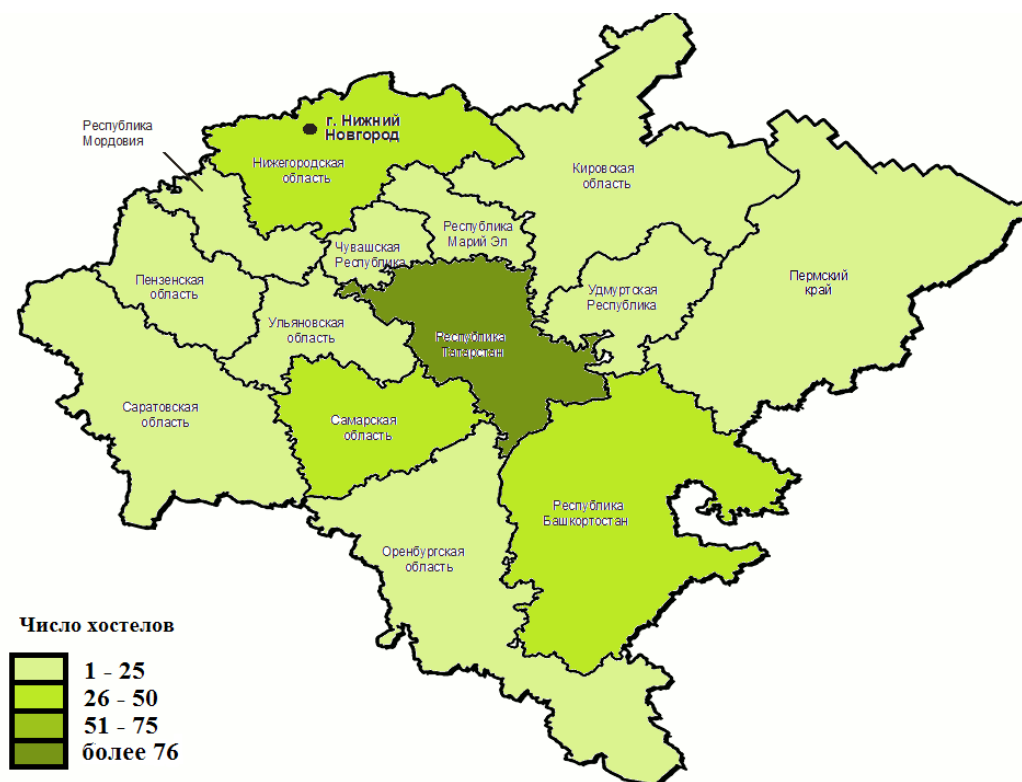 Республика
Мордовия
г. Нижний
Новгород
Нижегородская
область
Кировская
область
Республика
Марий Эл
Чувашская
Республика
Пензенская
область
Удмуртская
Республика
Пермский
край
Ульяновская
область
Республика
Татарстан
Саратовская
область
Самарская
область
Республика
Башкортостан
Оренбургская
область
Число хостелов
1 - 25
26 - 50
51 - 75
более 76